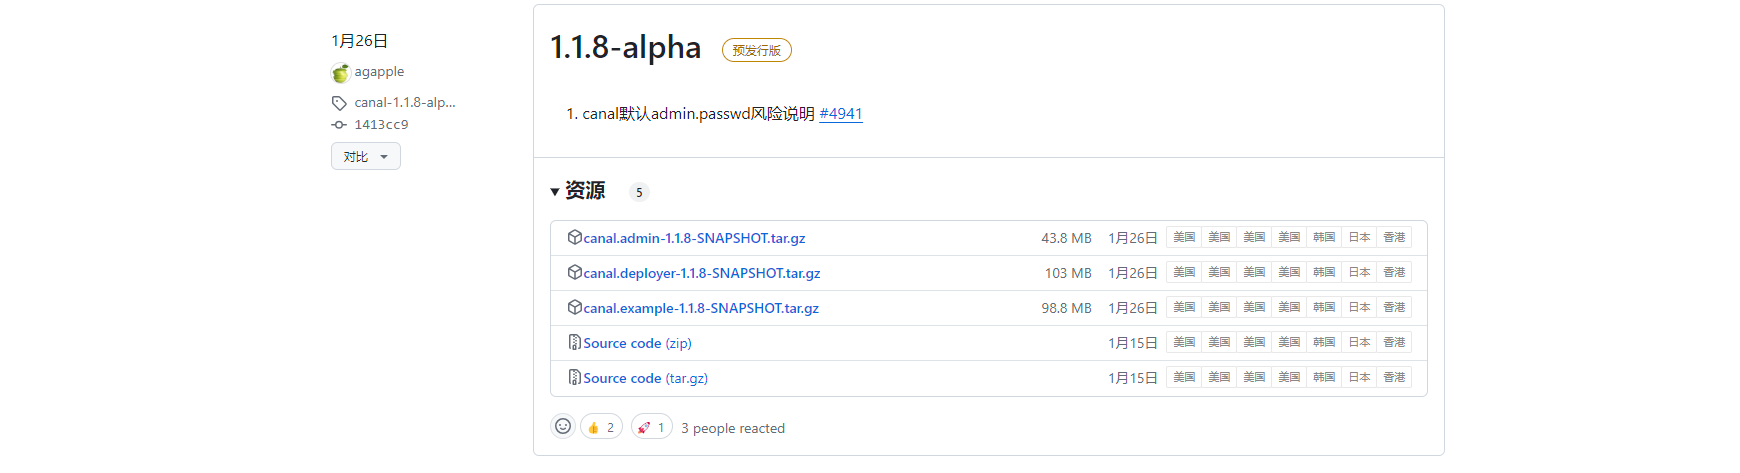 1月26日
agapple
canal-1.1.8-alp...
1413cc9
对比
1.1.8-alpha 预发行版
1. canal默认admin.passwd风险说明 #4941
资源 5
canal.admin-1.1.8-SNAPSHOT.tar.gz 43.8 MB 1月26日 美国 美国 美国 美国 韩国 日本 香港
canal.deployer-1.1.8-SNAPSHOT.tar.gz 103 MB 1月26日 美国 美国 美国 美国 韩国 日本 香港
canal.example-1.1.8-SNAPSHOT.tar.gz 98.8 MB 1月26日 美国 美国 美国 美国 韩国 日本 香港
Source code (zip) 1月15日 美国 美国 美国 美国 韩国 日本 香港
Source code (tar.gz) 1月15日 美国 美国 美国 美国 韩国 日本 香港
2 1 3 people reacted